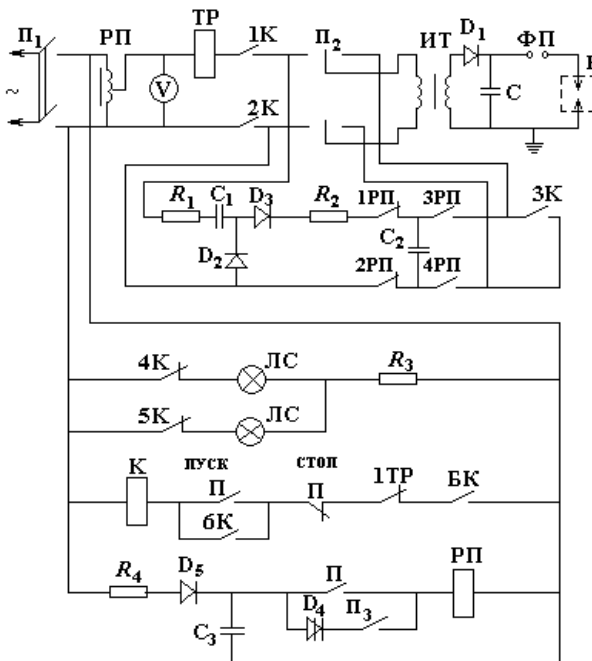 П₁ РП ТР 1К П₂ ИТ D₁ ФП
~ V 2К С
R₁ C₁ D₃ R₂ 1РП 3РП 3К
D₂ C₂ 2РП 4РП
4К ЛС R₃
5К ЛС
К ПУСК П СТОП П 1ТР БК
6К
R₄ D₅ П РП
C₃ D₄ П₃